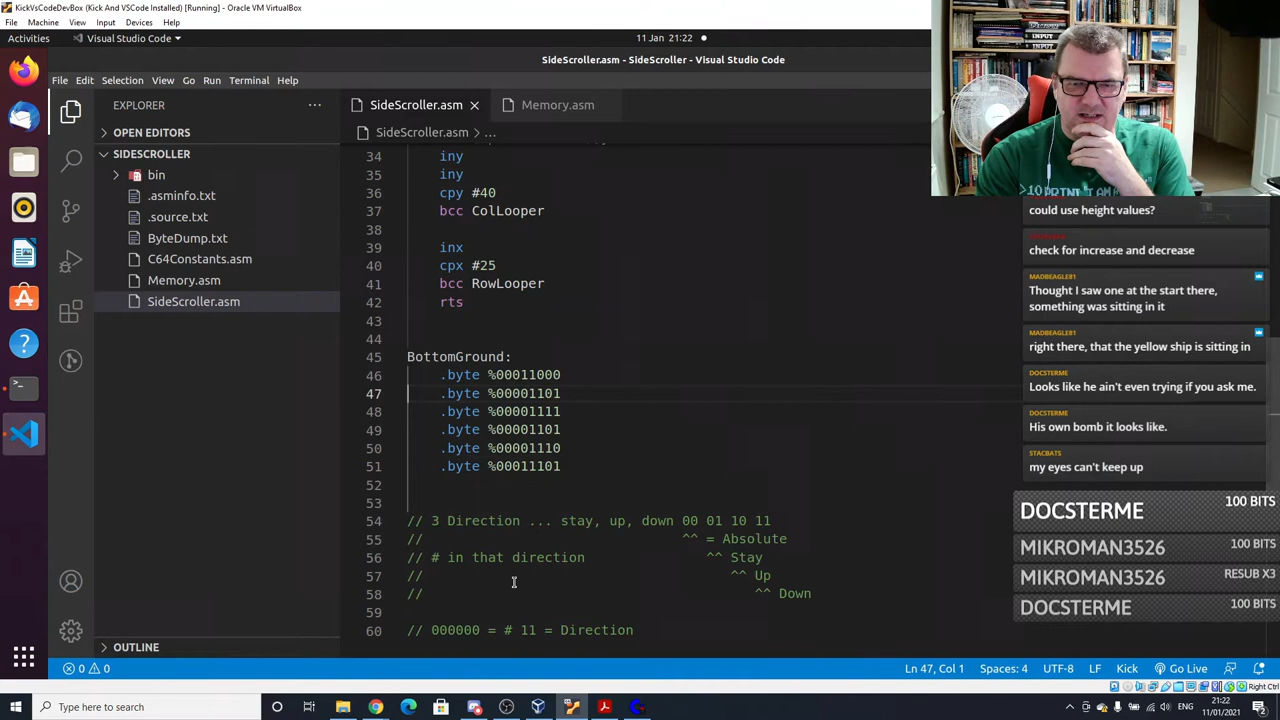 KickVsCodeDevBox (Kick And VSCode Installed) [Running] - Oracle VM VirtualBox
File Machine View Input Devices Help
Activities Visual Studio Code 11 Jan 21:22
SideScroller.asm - SideScroller - Visual Studio Code
File Edit Selection View Go Run Terminal Help
EXPLORER
OPEN EDITORS
SIDESCROLLER
bin
.asminfo.txt
.source.txt
ByteDump.txt
C64Constants.asm
Memory.asm
SideScroller.asm
OUTLINE
SideScroller.asm Memory.asm
SideScroller.asm > ...
34 iny
35 iny
36 cpy #40
37 bcc ColLooper
38
39 inx
40 cpx #25
41 bcc RowLooper
42 rts
43
44
45 BottomGround:
46 .byte %00011000
47 .byte %00001101
48 .byte %00001111
49 .byte %00001101
50 .byte %00001110
51 .byte %00011101
52
53
54 // 3 Direction ... stay, up, down 00 01 10 11
55 // ^^ = Absolute
56 // # in that direction ^^ Stay
57 // ^^ Up
58 // ^^ Down
59
60 // 000000 = # 11 = Direction
INPUT
INPUT
>10 PRINT "I AM
could use height values?
check for increase and decrease
MADBEAGLER1
Thought I saw one at the start there,
something was sitting in it
MADBEAGLER1
right there, that the yellow ship is sitting in
DOCSTERME
Looks like he ain't even trying if you ask me.
DOCSTERME
His own bomb it looks like.
STACBATS
my eyes can't keep up
DOCSTERME 100 BITS
MIKROMAN3526 100 BITS
MIKROMAN3526 RESUB X3
DOCSTERME 100 BITS
0 0 Ln 47, Col 1 Spaces: 4 UTF-8 LF Kick Go Live
Right Ctrl
Type here to search
21:22
11/01/2021